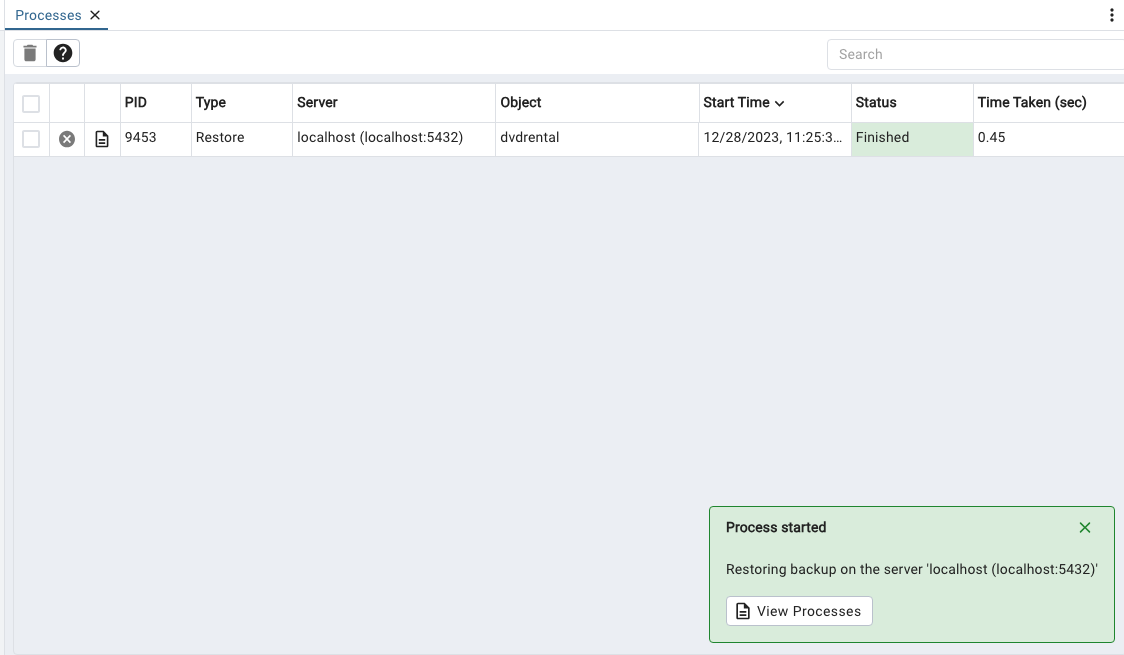 Processes
Search
PID Type Server Object Start Time Status Time Taken (sec)
9453 Restore localhost (localhost:5432) dvdrental 12/28/2023, 11:25:3... Finished 0.45
Process started
Restoring backup on the server 'localhost (localhost:5432)'
View Processes